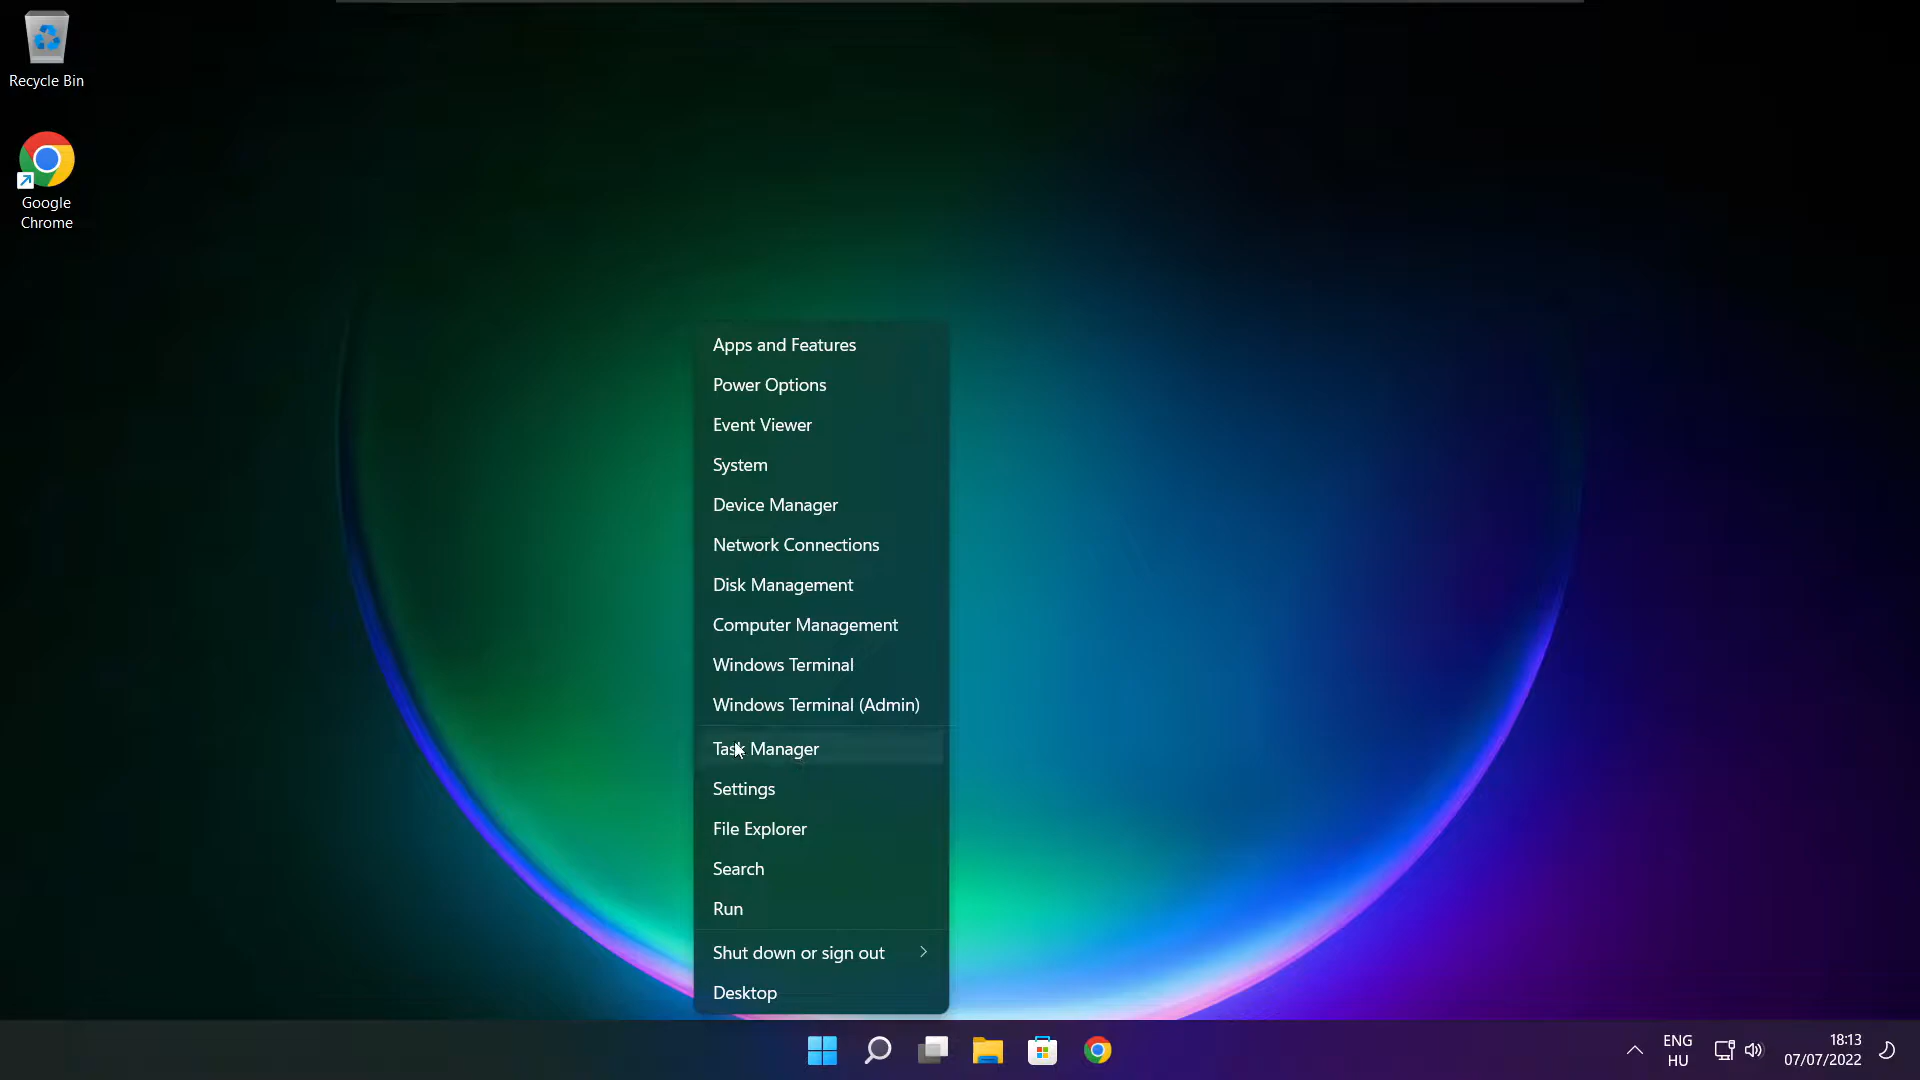 Recycle Bin
Google
Chrome
Apps and Features
Power Options
Event Viewer
System
Device Manager
Network Connections
Disk Management
Computer Management
Windows Terminal
Windows Terminal (Admin)
Task Manager
Settings
File Explorer
Search
Run
Shut down or sign out
Desktop
ENG
HU
18:13
07/07/2022